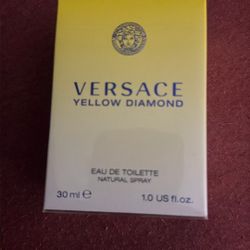 VERSACE
YELLOW DIAMOND
EAU DE TOILETTE
NATURAL SPRAY
30 ml ℮ 1.0 US fl.oz.